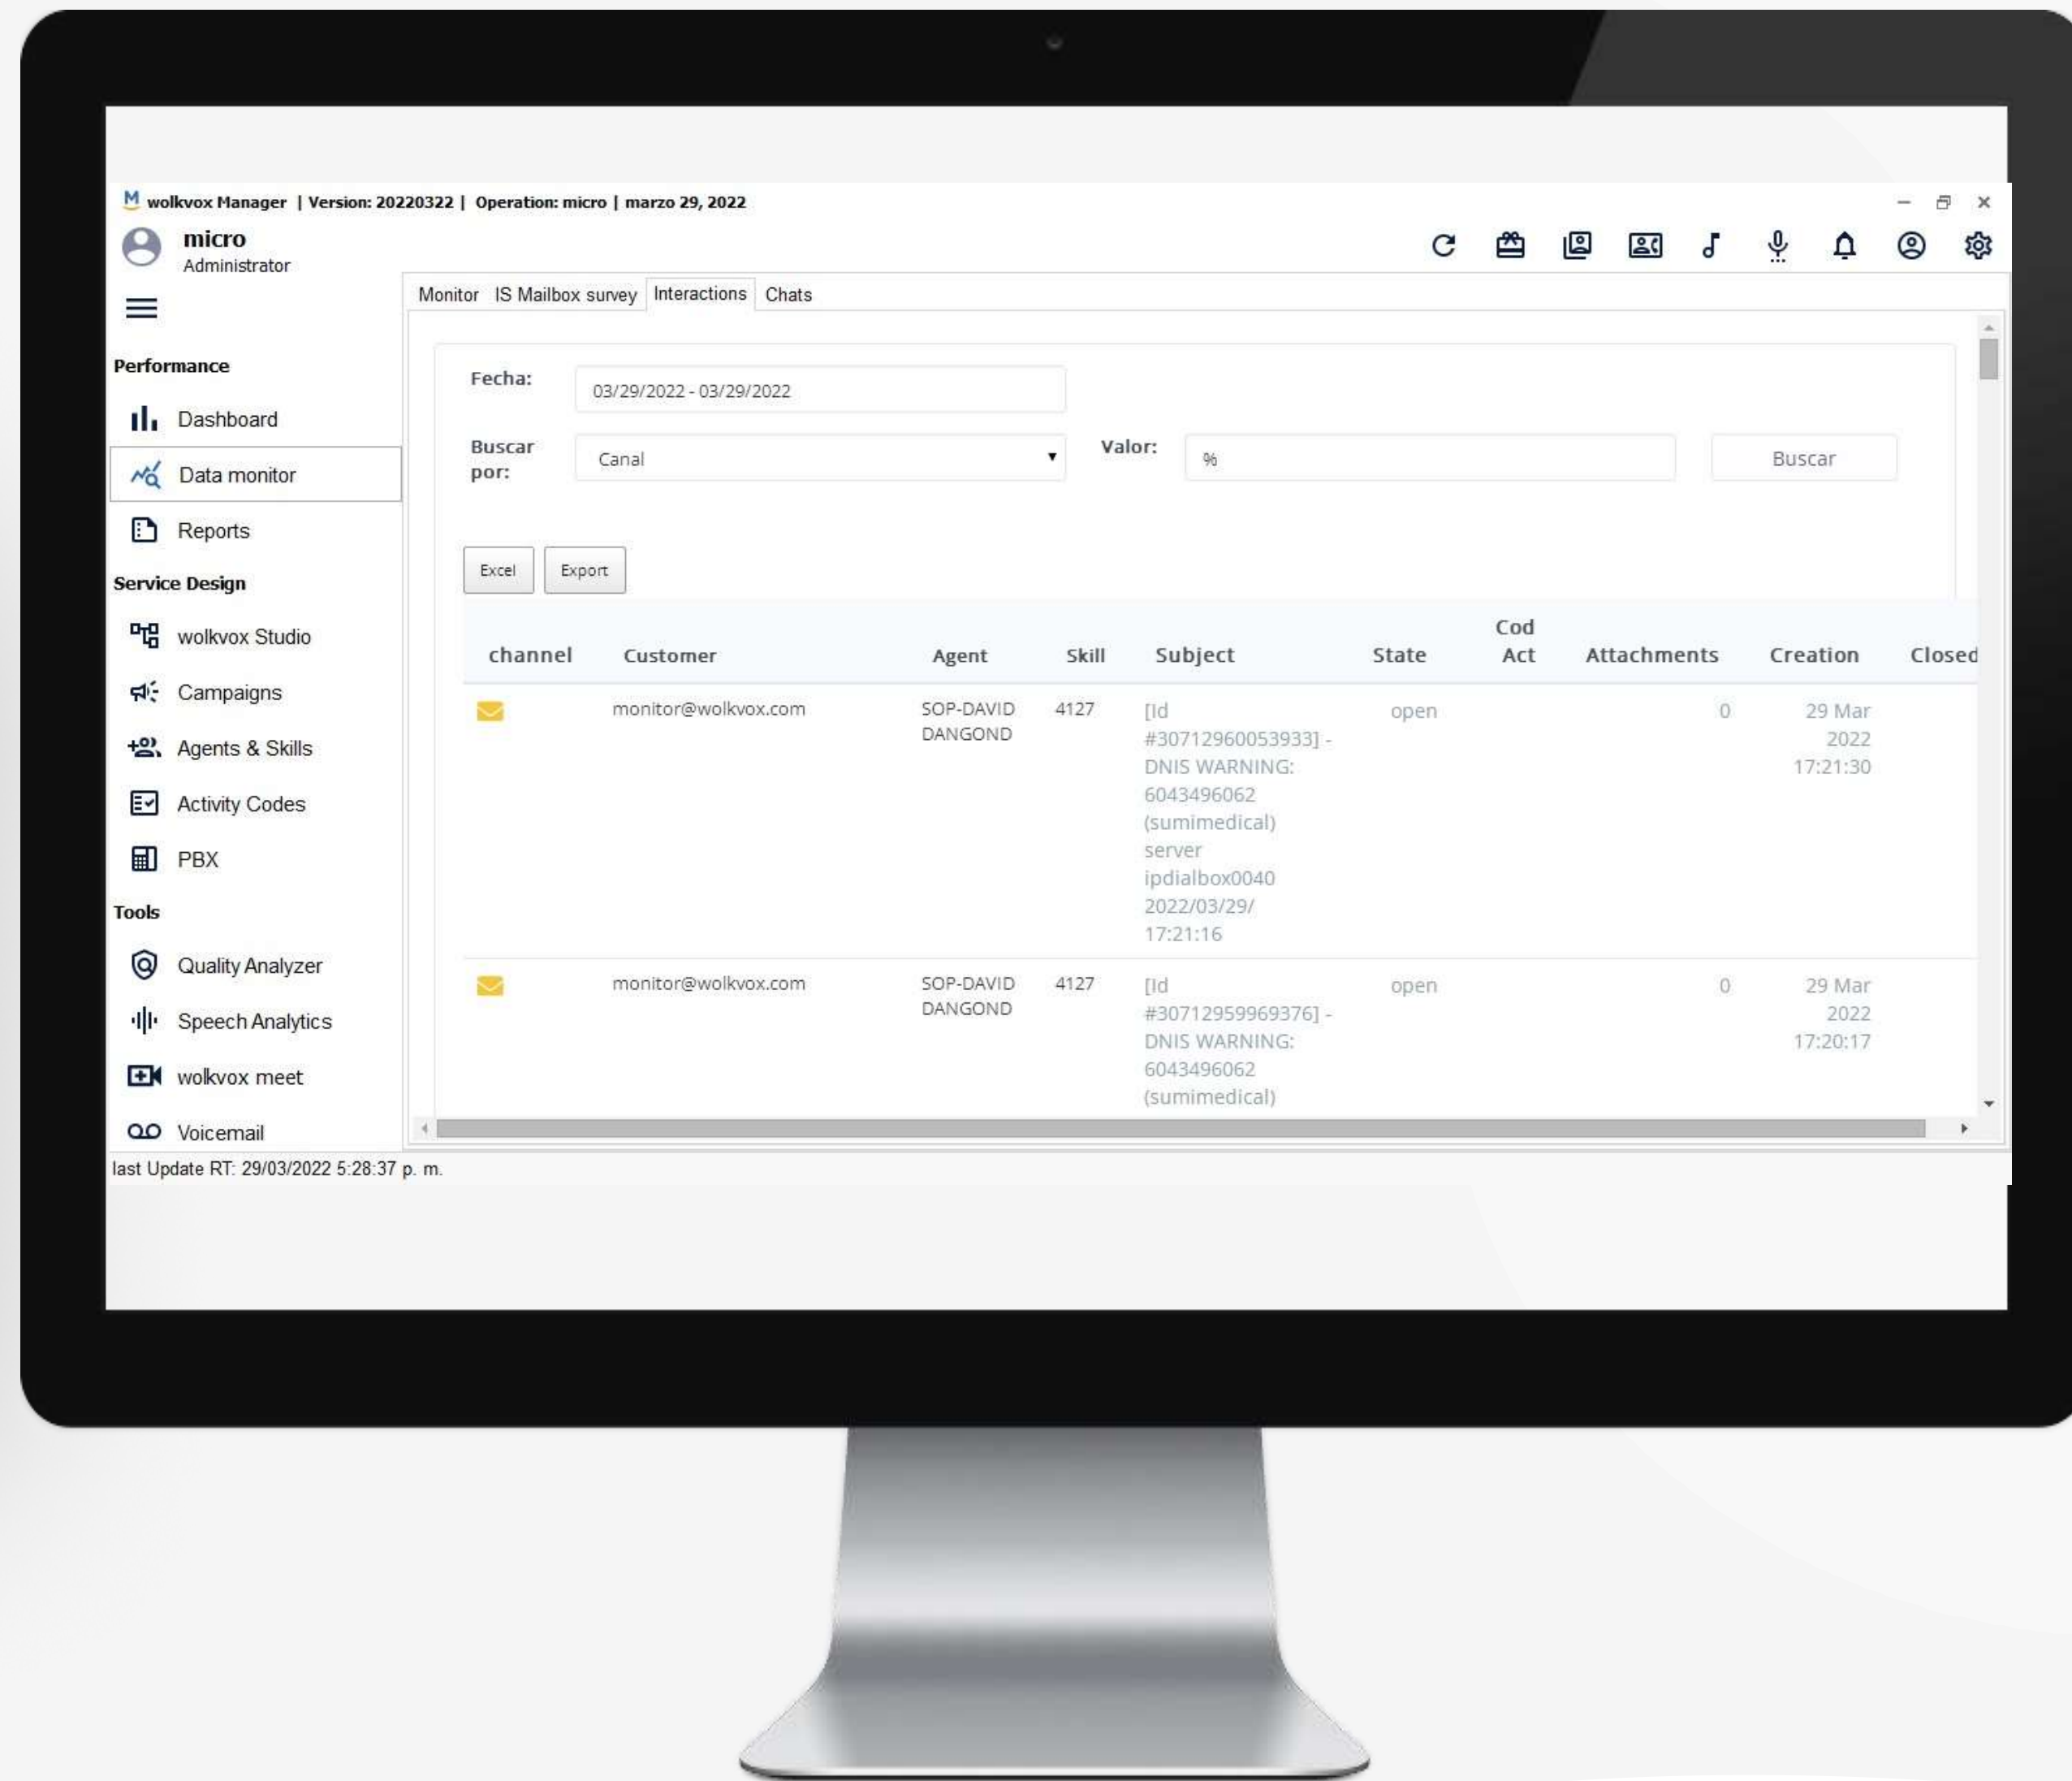 wolkvox Manager | Version: 20220322 | Operation: micro | marzo 29, 2022
micro
Administrator
Monitor IS Mailbox survey Interactions Chats
Performance
Dashboard
Data monitor
Reports
Service Design
wolkvox Studio
Campaigns
Agents & Skills
Activity Codes
PBX
Tools
Quality Analyzer
Speech Analytics
wolkvox meet
Voicemail
Fecha:
03/29/2022 - 03/29/2022
Buscar
por:
Canal
Valor:
%
Buscar
Excel
Export
channel Customer Agent Skill Subject State Cod Act Attachments Creation Closed
monitor@wolkvox.com
SOP-DAVID
DANGOND
4127
[Id
#30712960053933] -
DNIS WARNING:
6043496062
(sumimedical)
server
ipdialbox0040
2022/03/29/
17:21:16
open
0
29 Mar
2022
17:21:30
monitor@wolkvox.com
SOP-DAVID
DANGOND
4127
[Id
#30712959969376] -
DNIS WARNING:
6043496062
(sumimedical)
open
0
29 Mar
2022
17:20:17
last Update RT: 29/03/2022 5:28:37 p. m.